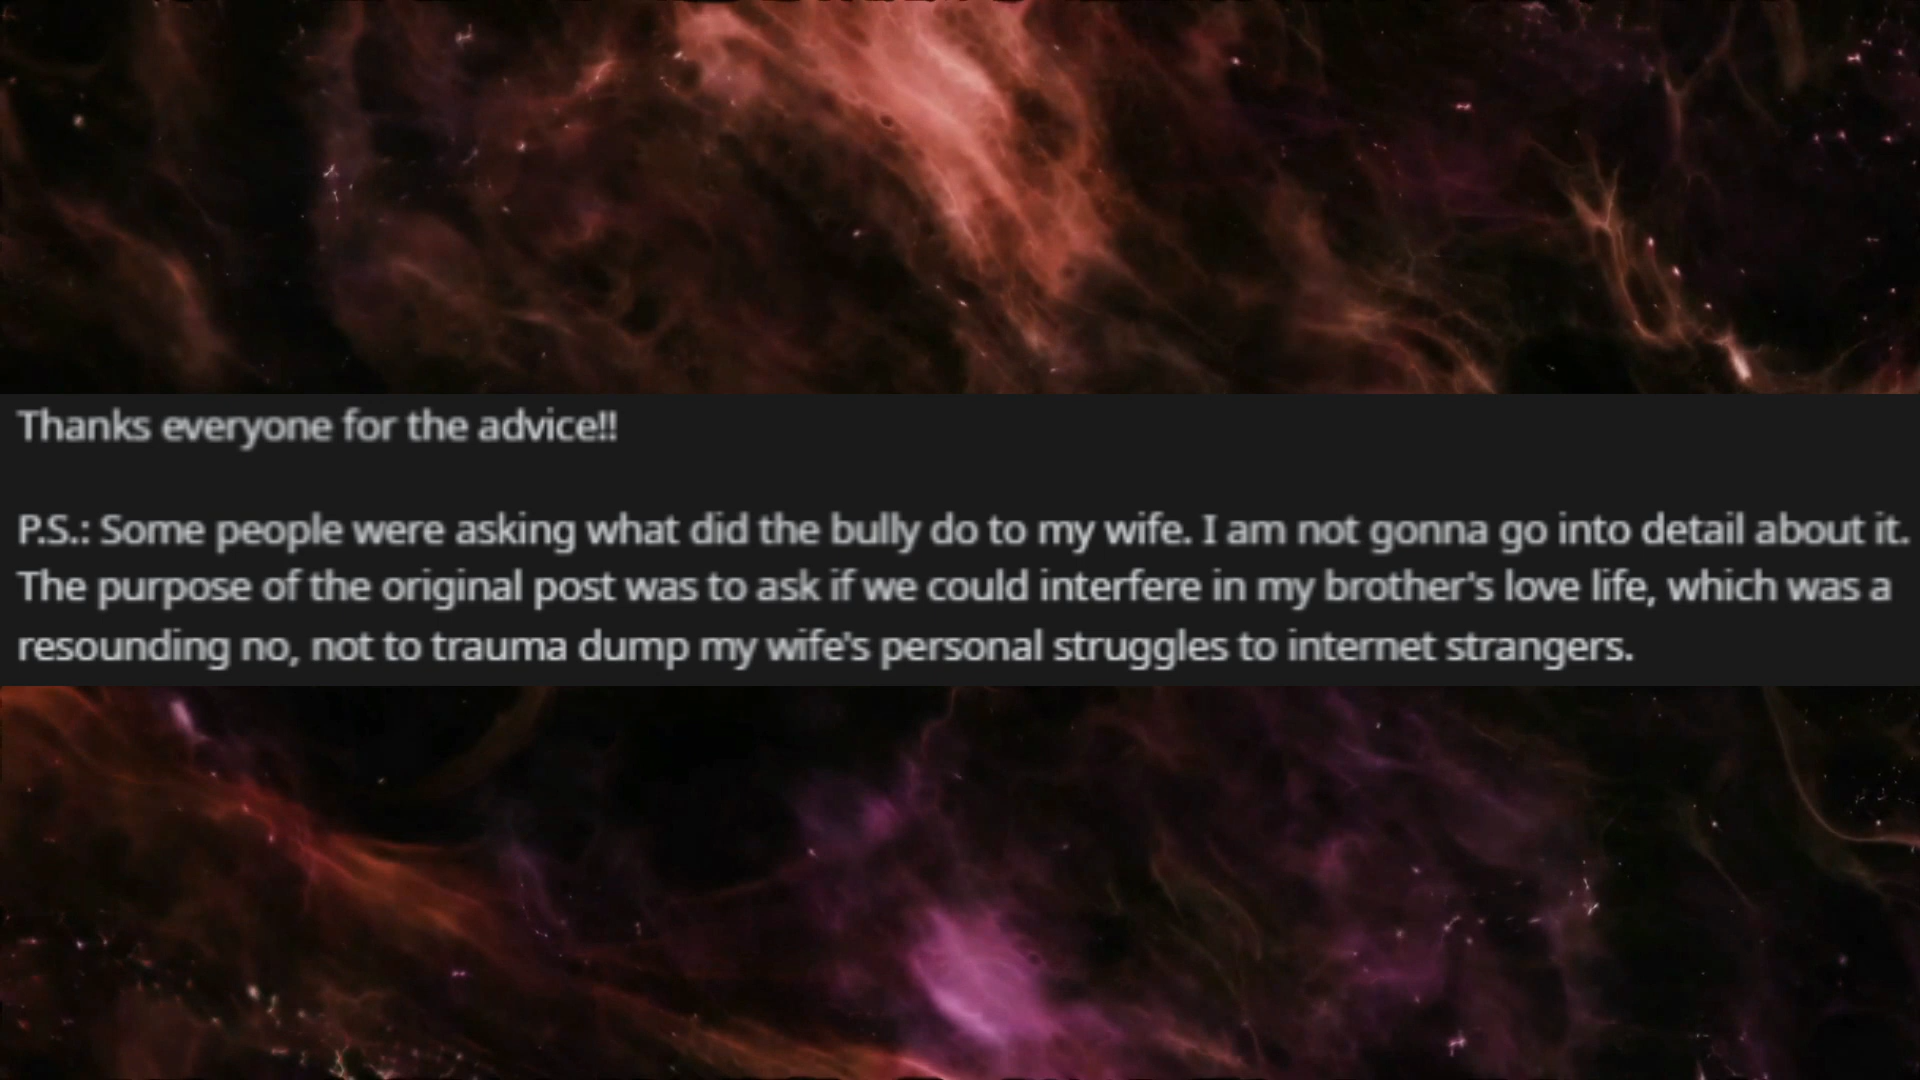 Thanks everyone for the advice!!
P.S.: Some people were asking what did the bully do to my wife. I am not gonna go into detail about it.
The purpose of the original post was to ask if we could interfere in my brother's love life, which was a
resounding no, not to trauma dump my wife's personal struggles to internet strangers.